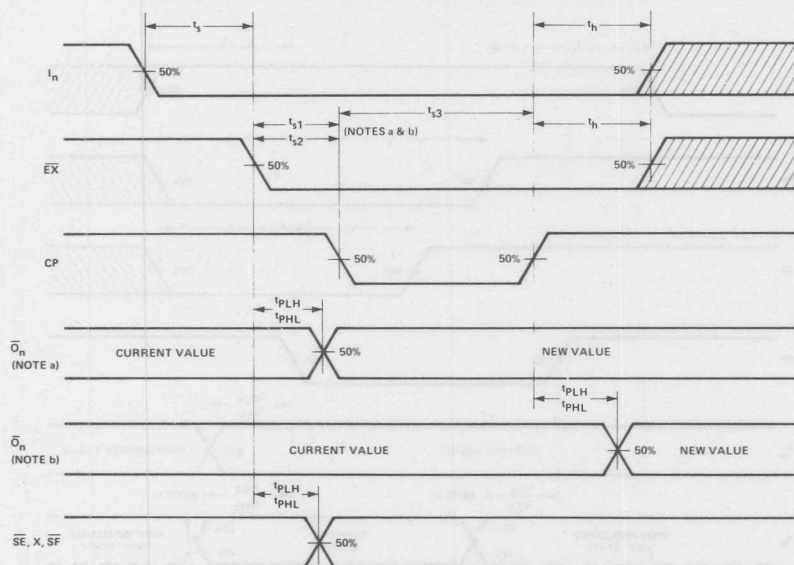 ts
th
In
50%
50%
ts1
ts2
ts3
(NOTES a & b)
th
EX
50%
50%
CP
50%
50%
tPLH
tPHL
On
(NOTE a)
CURRENT VALUE
50%
NEW VALUE
tPLH
tPHL
On
(NOTE b)
CURRENT VALUE
50%
NEW VALUE
tPLH
tPHL
SE, X, SF
50%